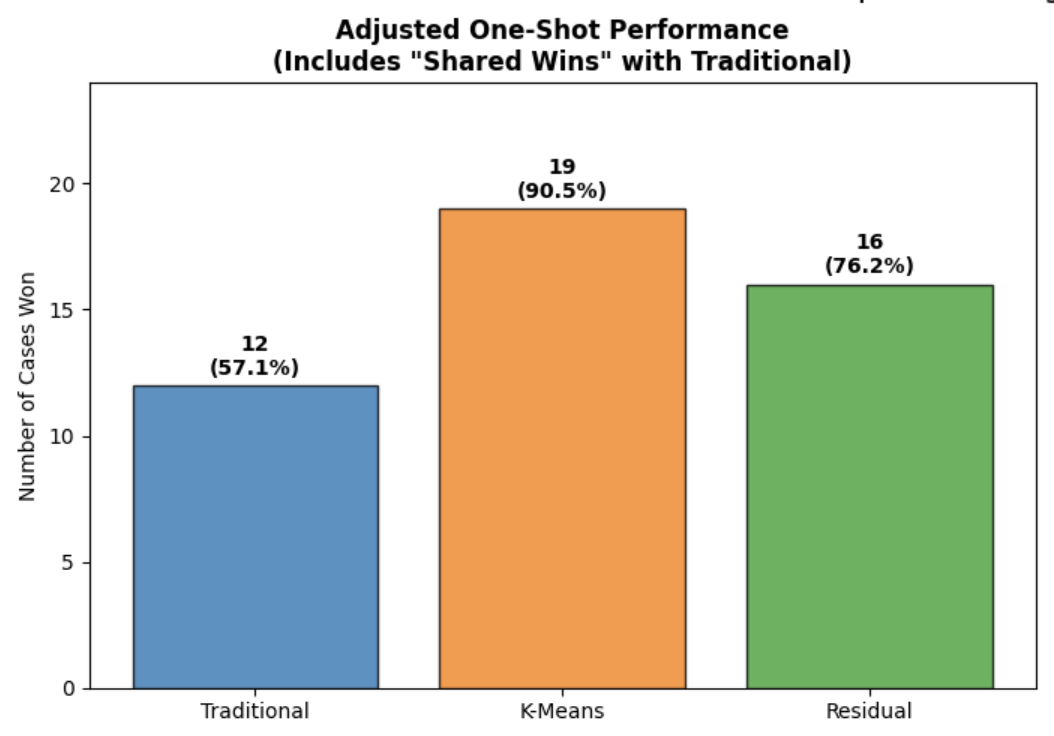 Adjusted One-Shot Performance
(Includes "Shared Wins" with Traditional)
Number of Cases Won
20
15
10
5
0
12
(57.1%)
19
(90.5%)
16
(76.2%)
Traditional
K-Means
Residual